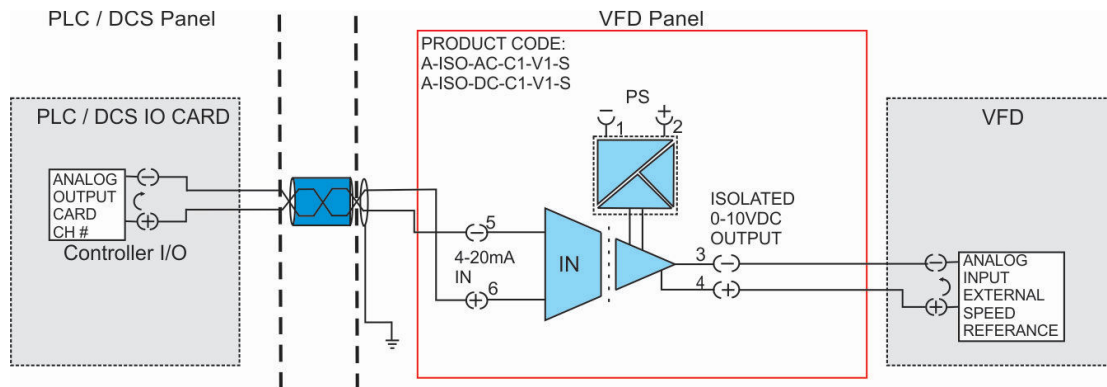 PLC / DCS Panel
VFD Panel
PRODUCT CODE:
A-ISO-AC-C1-V1-S
A-ISO-DC-C1-V1-S
PS
1
2
PLC / DCS IO CARD
VFD
ANALOG
OUTPUT
CARD
CH #
Controller I/O
5
4-20mA
IN
6
IN
ISOLATED
0-10VDC
OUTPUT
3
4
ANALOG
INPUT
EXTERNAL
SPEED
REFERANCE